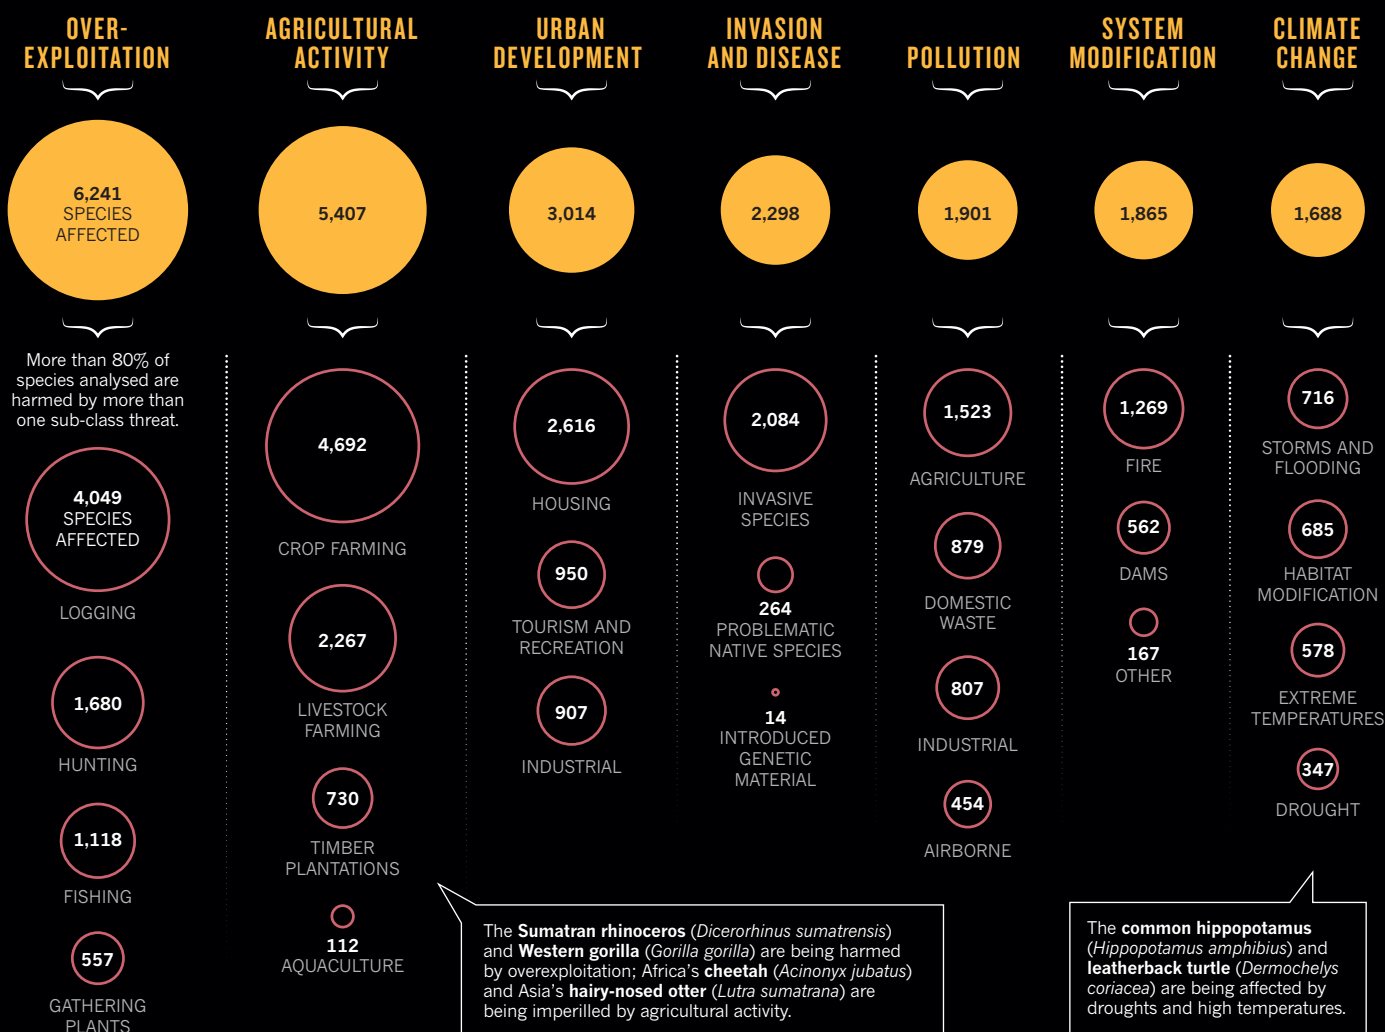 OVER-
EXPLOITATION
AGRICULTURAL
ACTIVITY
URBAN
DEVELOPMENT
INVASION
AND DISEASE
POLLUTION
SYSTEM
MODIFICATION
CLIMATE
CHANGE
6,241
SPECIES
AFFECTED
5,407
3,014
2,298
1,901
1,865
1,688
More than 80% of
species analysed are
harmed by more than
one sub-class threat.
4,049
SPECIES
AFFECTED
LOGGING
1,680
HUNTING
1,118
FISHING
557
GATHERING
PLANTS
4,692
CROP FARMING
2,267
LIVESTOCK
FARMING
730
TIMBER
PLANTATIONS
112
AQUACULTURE
2,616
HOUSING
950
TOURISM AND
RECREATION
907
INDUSTRIAL
2,084
INVASIVE
SPECIES
264
PROBLEMATIC
NATIVE SPECIES
14
INTRODUCED
GENETIC
MATERIAL
1,523
AGRICULTURE
879
DOMESTIC
WASTE
807
INDUSTRIAL
454
AIRBORNE
1,269
FIRE
562
DAMS
167
OTHER
716
STORMS AND
FLOODING
685
HABITAT
MODIFICATION
578
EXTREME
TEMPERATURES
347
DROUGHT
The Sumatran rhinoceros (Dicerorhinus sumatrensis)
and Western gorilla (Gorilla gorilla) are being harmed
by overexploitation; Africa's cheetah (Acinonyx jubatus)
and Asia's hairy-nosed otter (Lutra sumatrana) are
being imperilled by agricultural activity.
The common hippopotamus
(Hippopotamus amphibius) and
leatherback turtle (Dermochelys
coriacea) are being affected by
droughts and high temperatures.